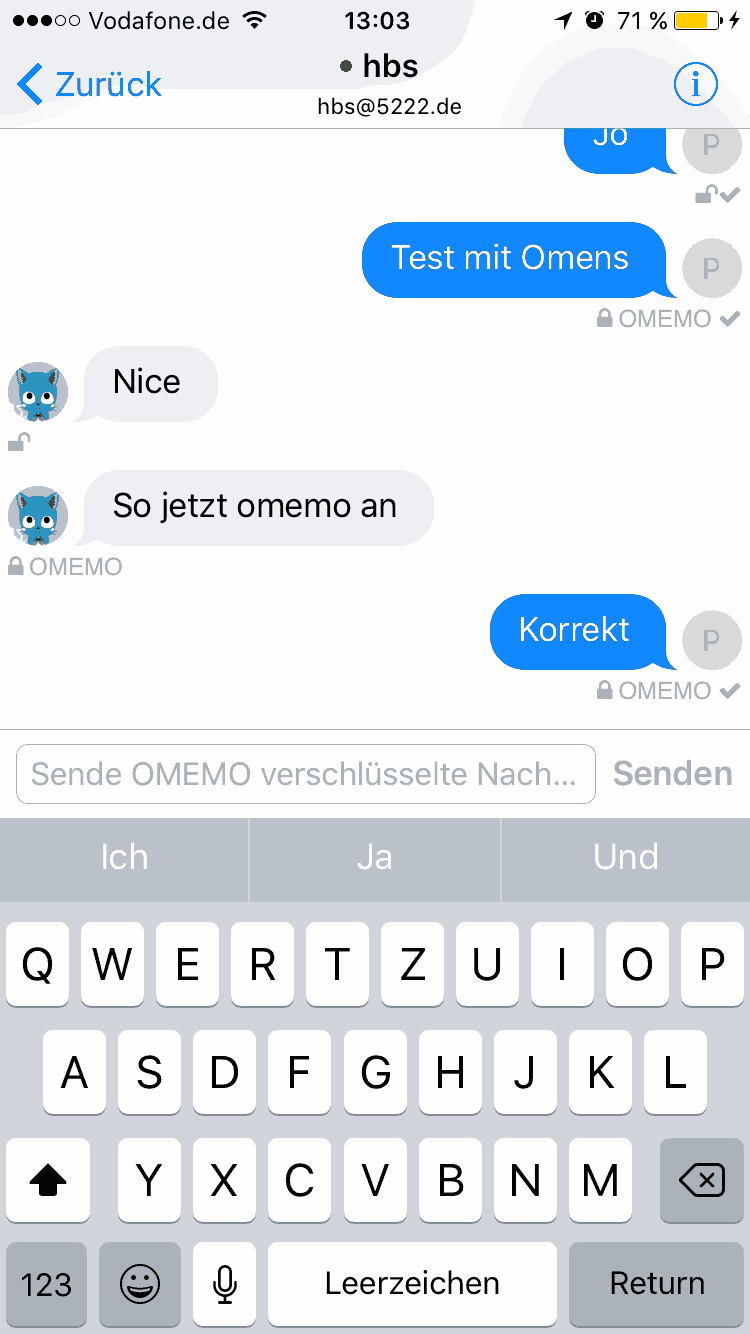 Vodafone.de 13:03 71 %
Zurück
hbs
hbs@5222.de
Jo
P
Test mit Omens
P
OMEMO
Nice
So jetzt omemo an
OMEMO
Korrekt
P
OMEMO
Sende OMEMO verschlüsselte Nach... Senden
Ich Ja Und
Q W E R T Z U I O P
A S D F G H J K L
Y X C V B N M
123 Leerzeichen Return